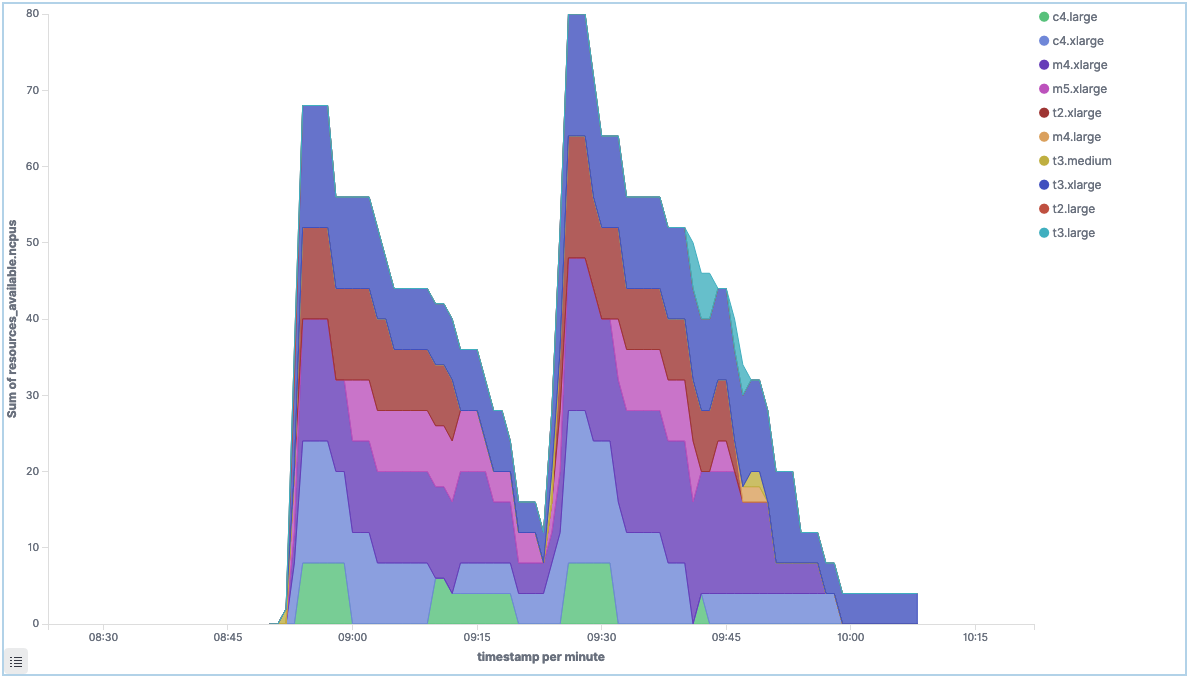 80
70
60
50
40
30
20
10
0
Sum of resources_available.ncpus
08:30
08:45
09:00
09:15
09:30
09:45
10:00
10:15
timestamp per minute
c4.large
c4.xlarge
m4.xlarge
m5.xlarge
t2.xlarge
m4.large
t3.medium
t3.xlarge
t2.large
t3.large